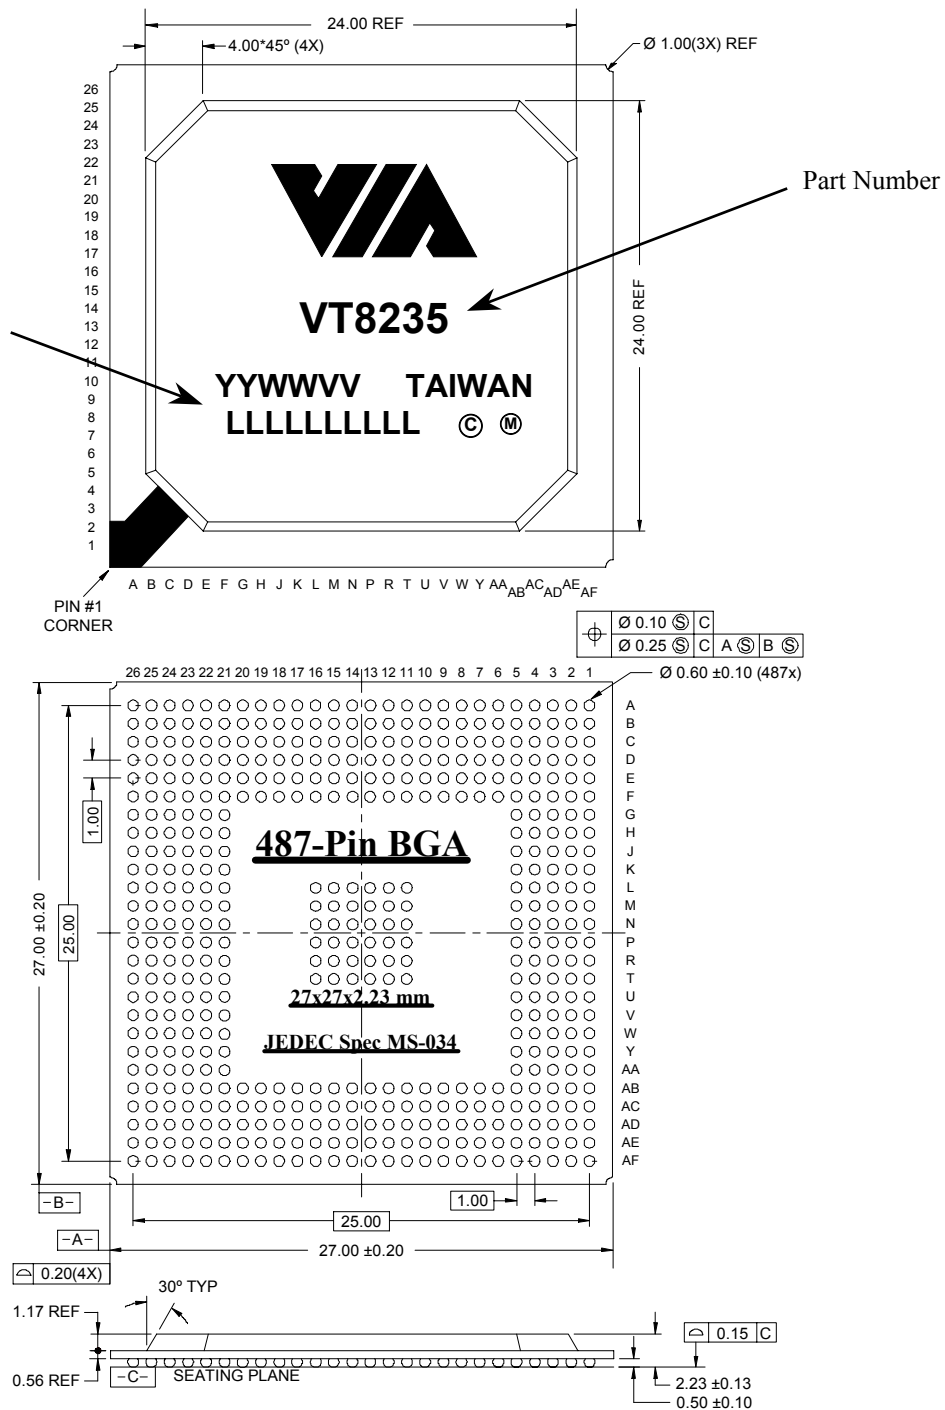 24.00 REF
4.00*45º (4X)
Ø 1.00(3X) REF
26
25
24
23
22
21
20
19
18
17
16
15
14
13
12
11
10
9
8
7
6
5
4
3
2
1
VIA
Part Number
VT8235
24.00 REF
YYWWVV TAIWAN
LLLLLLLLLL C M
A B C D E F G H J K L M N P R T U V W Y AA AB AC AD AE AF
PIN #1
CORNER
Ø 0.10 Ⓢ C
Ø 0.25 Ⓢ C A Ⓢ B Ⓢ
26 25 24 23 22 21 20 19 18 17 16 15 14 13 12 11 10 9 8 7 6 5 4 3 2 1
Ø 0.60 ±0.10 (487x)
A
B
C
D
E
F
G
H
J
K
L
M
N
P
R
T
U
V
W
Y
AA
AB
AC
AD
AE
AF
1.00
487-Pin BGA
27.00 ±0.20
25.00
27x27x2.23 mm
JEDEC Spec MS-034
-B-
1.00
25.00
-A-
27.00 ±0.20
0.20(4X)
30º TYP
1.17 REF
0.15 C
0.56 REF
-C- SEATING PLANE
2.23 ±0.13
0.50 ±0.10